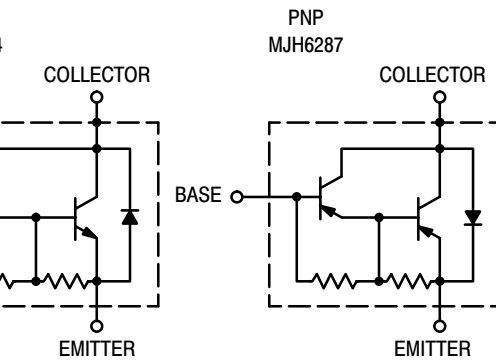 PNP
MJH6287
COLLECTOR
COLLECTOR
BASE
EMITTER
EMITTER